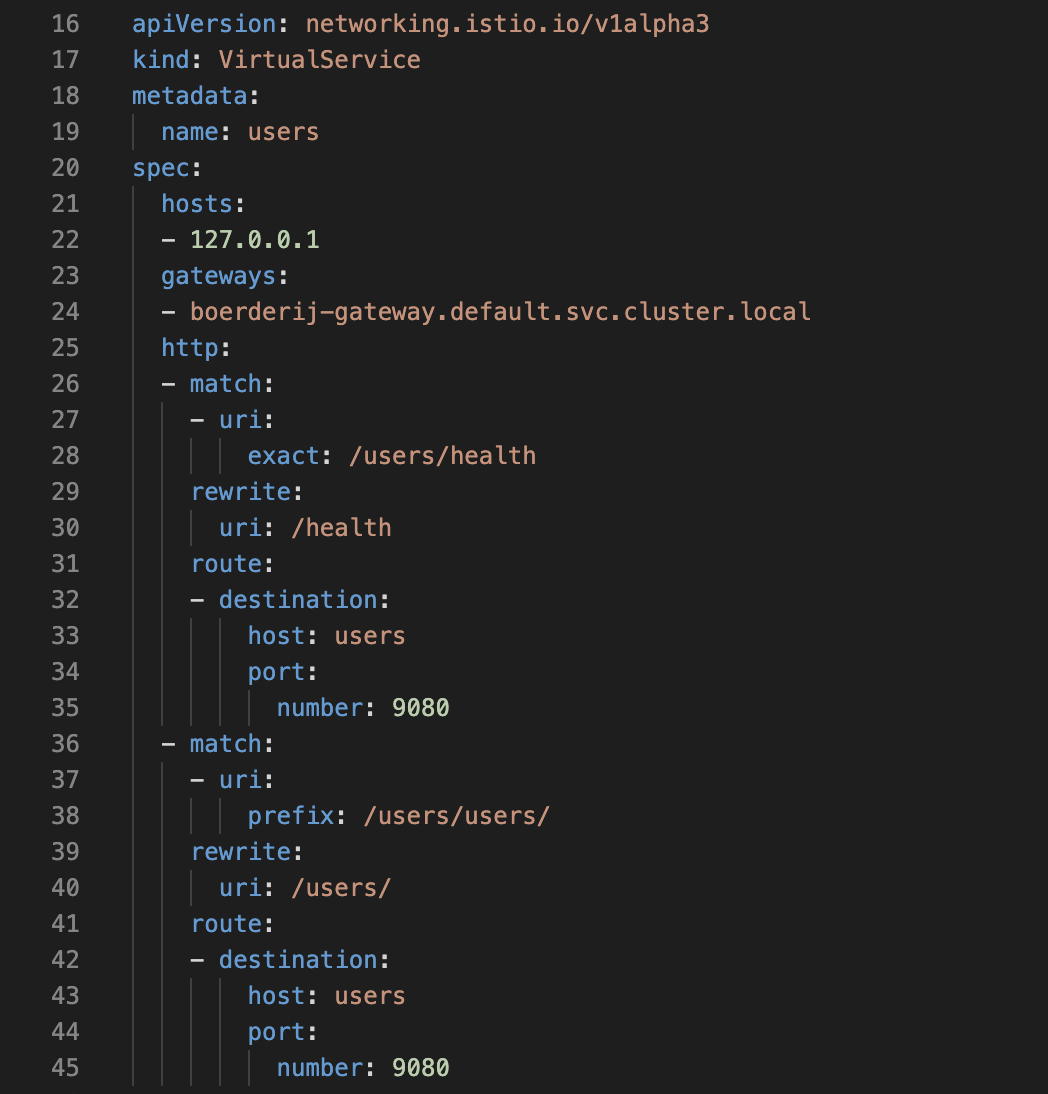 16 apiVersion: networking.istio.io/v1alpha3
17 kind: VirtualService
18 metadata:
19   name: users
20 spec:
21   hosts:
22   - 127.0.0.1
23   gateways:
24   - boerderij-gateway.default.svc.cluster.local
25   http:
26   - match:
27     - uri:
28         exact: /users/health
29     rewrite:
30       uri: /health
31     route:
32     - destination:
33         host: users
34         port:
35           number: 9080
36   - match:
37     - uri:
38         prefix: /users/users/
39     rewrite:
40       uri: /users/
41     route:
42     - destination:
43         host: users
44         port:
45           number: 9080